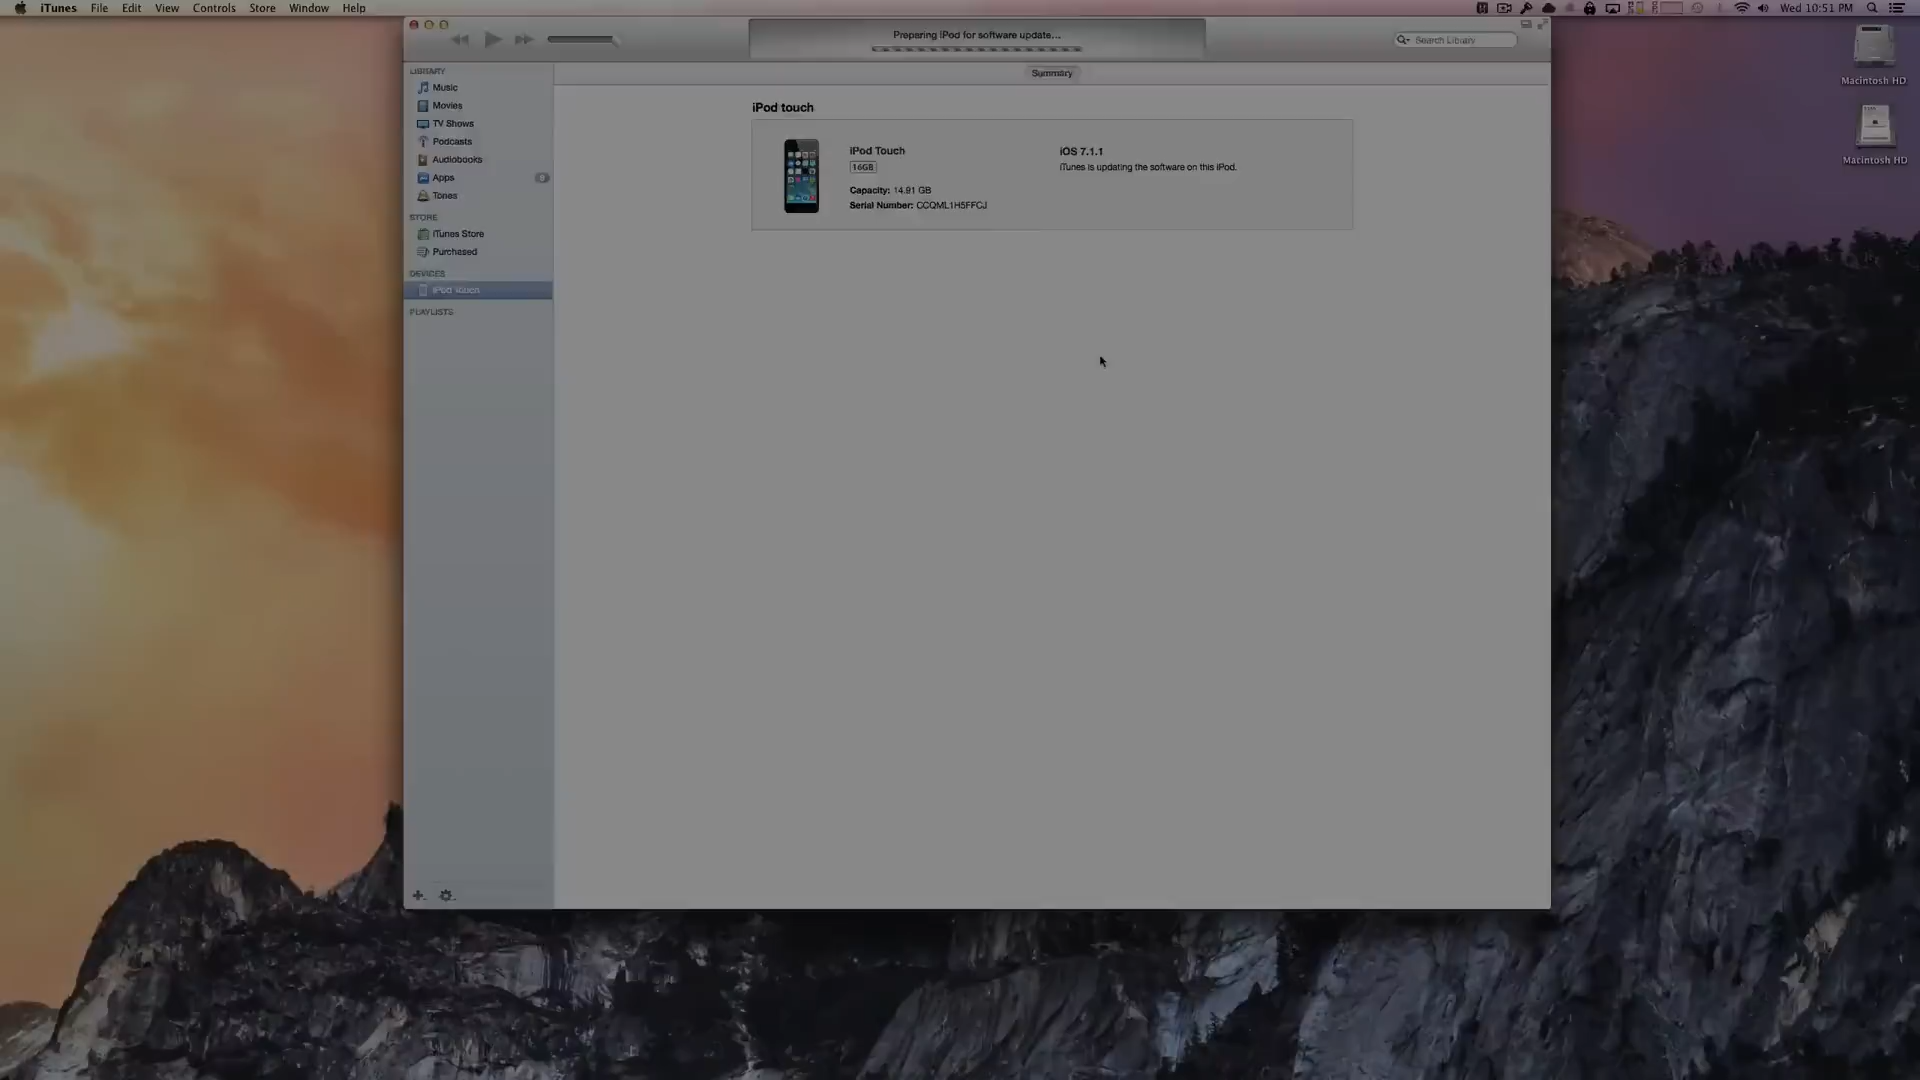 iTunes File Edit View Controls Store Window Help
Wed 10:51 PM
Preparing iPod for software update...
Search Library
Macintosh HD
Macintosh HD
Summary
LIBRARY
Music
Movies
TV Shows
Podcasts
Audiobooks
Apps
Tones
STORE
iTunes Store
Purchased
DEVICES
iPod touch
PLAYLISTS
iPod touch
iPod Touch
16GB
Capacity: 14.91 GB
Serial Number: CCQML1H5FFCJ
iOS 7.1.1
iTunes is updating the software on this iPod.